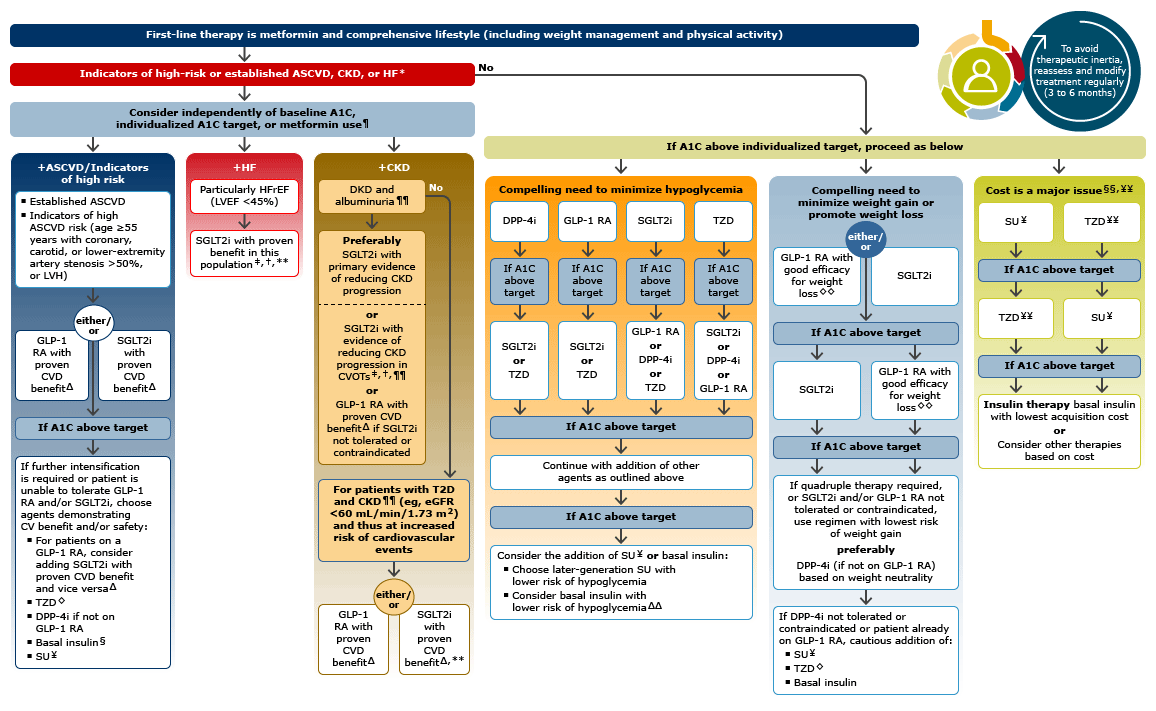 First-line therapy is metformin and comprehensive lifestyle (including weight management and physical activity)
To avoid
therapeutic inertia,
reassess and modify
treatment regularly
(3 to 6 months)
Indicators of high-risk or established ASCVD, CKD, or HF*
No
Consider independently of baseline A1C,
individualized A1C target, or metformin use¶
If A1C above individualized target, proceed as below
+ASCVD/Indicators
of high risk
▪ Established ASCVD
▪ Indicators of high
ASCVD risk (age ≥55
years with coronary,
carotid, or lower-extremity
artery stenosis >50%,
or LVH)
either/
or
GLP-1
RA with
proven
CVD
benefitΔ
SGLT2i
with
proven
CVD
benefitΔ
If A1C above target
If further intensification
is required or patient is
unable to tolerate GLP-1
RA and/or SGLT2i, choose
agents demonstrating
CV benefit and/or safety:
▪ For patients on a
GLP-1 RA, consider
adding SGLT2i with
proven CVD benefit
and vice versaΔ
▪ TZD◇
▪ DPP-4i if not on
GLP-1 RA
▪ Basal insulin§
▪ SU¥
+HF
Particularly HFrEF
(LVEF <45%)
SGLT2i with proven
benefit in this
population‡,†,**
+CKD
DKD and
albuminuria¶¶
No
Preferably
SGLT2i with
primary evidence
of reducing CKD
progression
or
SGLT2i with
evidence of
reducing CKD
progression in
CVOTs‡,†,¶¶
or
GLP-1 RA with
proven CVD
benefitΔ if SGLT2i
not tolerated or
contraindicated
For patients with T2D
and CKD¶¶ (eg, eGFR
<60 mL/min/1.73 m²)
and thus at increased
risk of cardiovascular
events
either/
or
GLP-1
RA with
proven
CVD
benefitΔ
SGLT2i
with
proven
CVD
benefitΔ,**
Compelling need to minimize hypoglycemia
DPP-4i
GLP-1 RA
SGLT2i
TZD
If A1C
above
target
If A1C
above
target
If A1C
above
target
If A1C
above
target
SGLT2i
or
TZD
SGLT2i
or
TZD
GLP-1 RA
or
DPP-4i
or
TZD
SGLT2i
or
DPP-4i
or
GLP-1 RA
If A1C above target
Continue with addition of other
agents as outlined above
If A1C above target
Consider the addition of SU¥ or basal insulin:
▪ Choose later-generation SU with
lower risk of hypoglycemia
▪ Consider basal insulin with
lower risk of hypoglycemiaΔΔ
Compelling need to
minimize weight gain or
promote weight loss
either/
or
GLP-1 RA with
good efficacy
for weight
loss◇◇
SGLT2i
If A1C above target
SGLT2i
GLP-1 RA with
good efficacy
for weight
loss◇◇
If A1C above target
If quadruple therapy required,
or SGLT2i and/or GLP-1 RA not
tolerated or contraindicated,
use regimen with lowest risk
of weight gain
preferably
DPP-4i (if not on GLP-1 RA)
based on weight neutrality
If DPP-4i not tolerated or
contraindicated or patient already
on GLP-1 RA, cautious addition of:
▪ SU¥
▪ TZD◇
▪ Basal insulin
Cost is a major issue§§,¥¥
SU¥
TZD¥¥
If A1C above target
TZD¥¥
SU¥
If A1C above target
Insulin therapy basal insulin
with lowest acquisition cost
or
Consider other therapies
based on cost